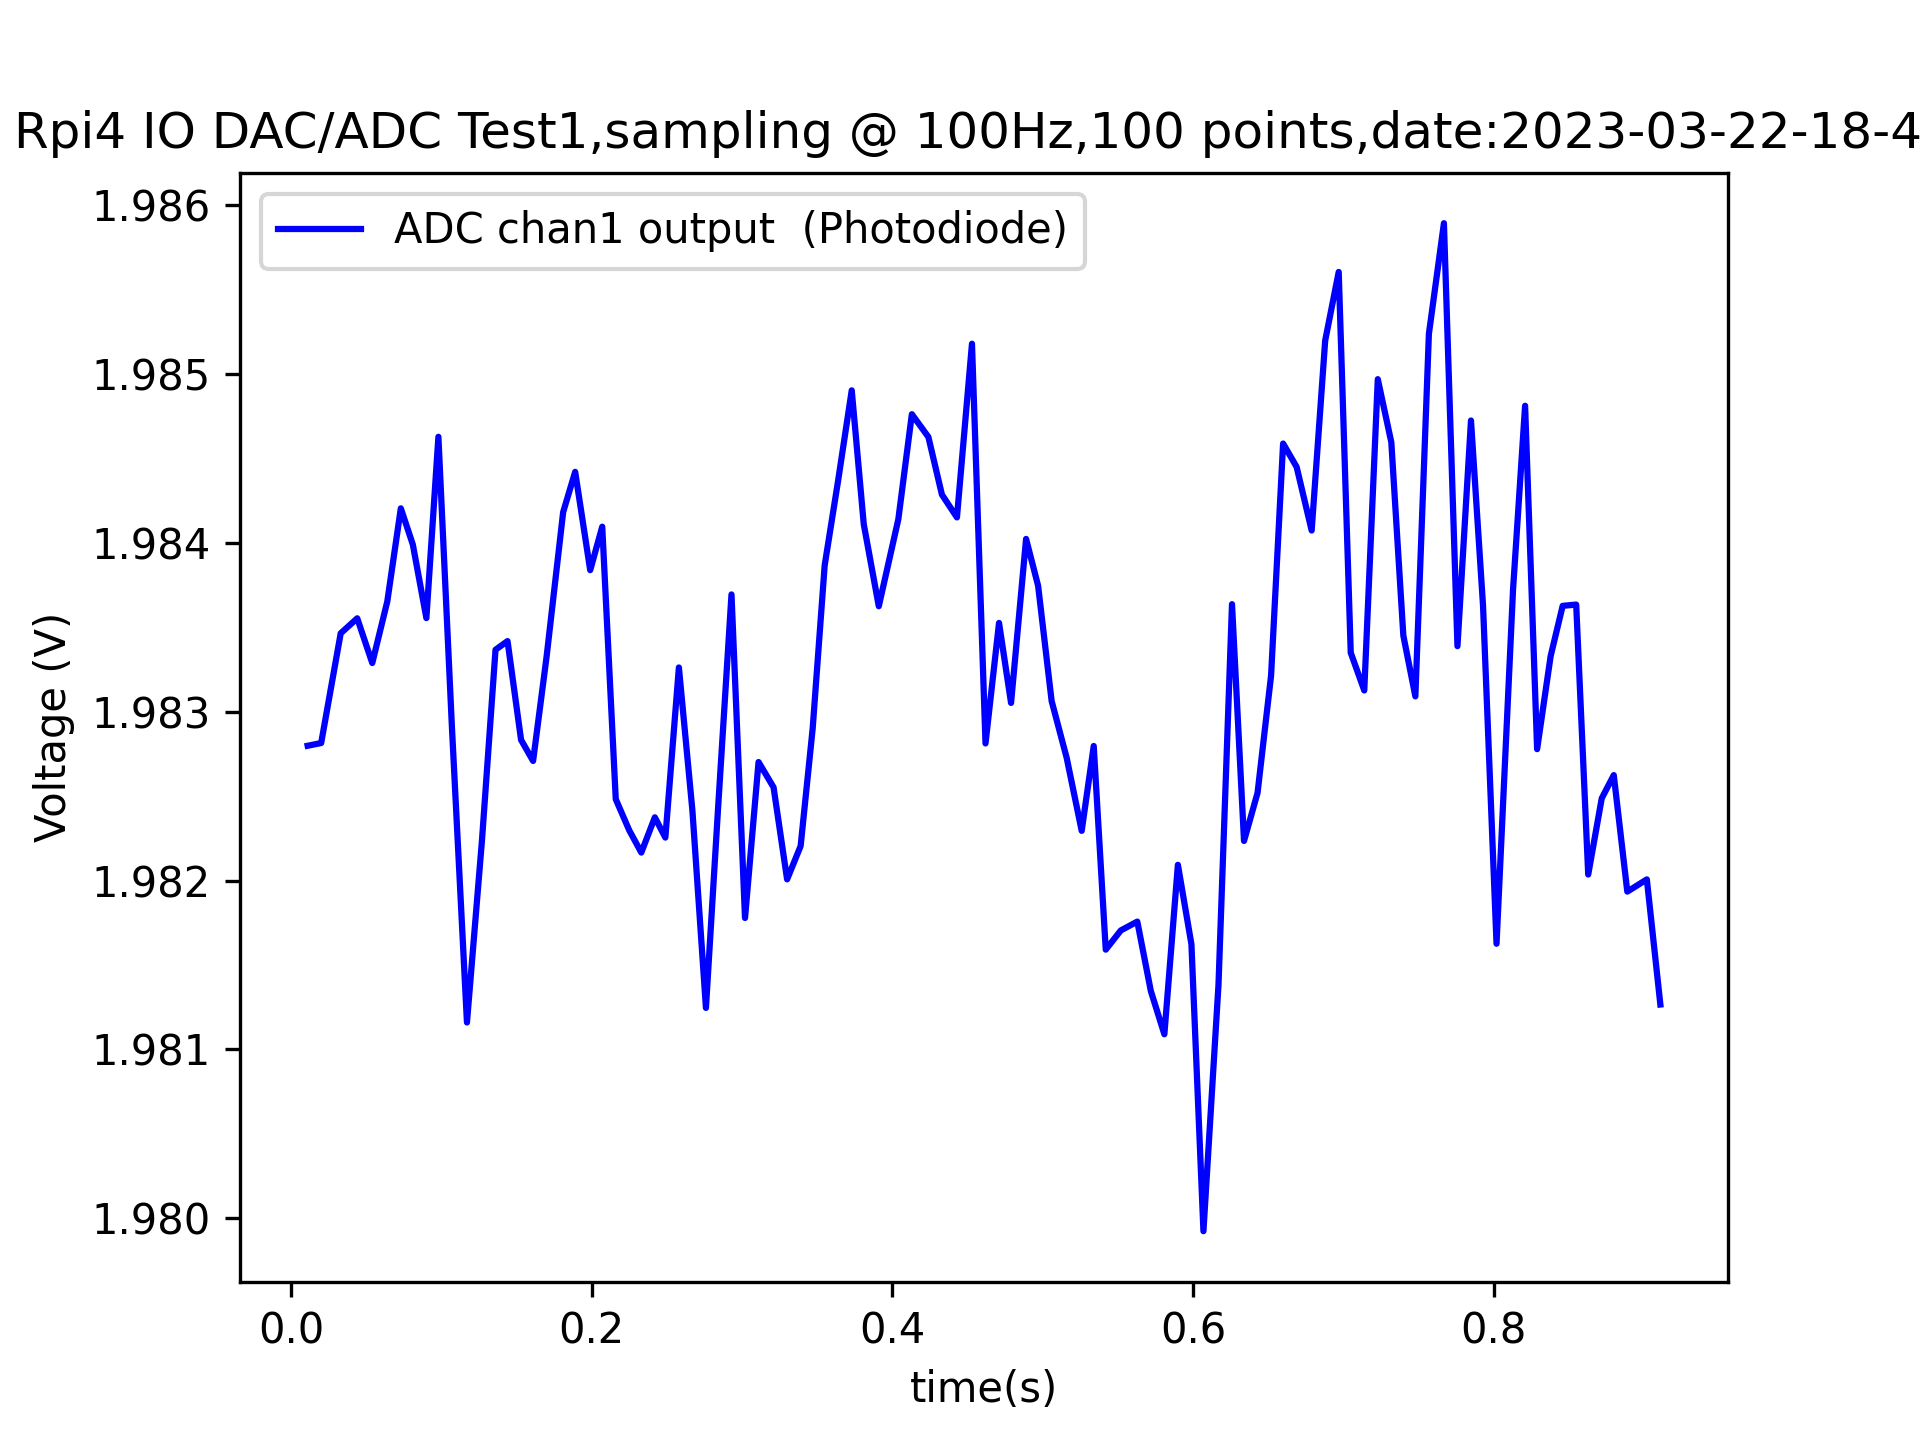 Rpi4 IO DAC/ADC Test1,sampling @ 100Hz,100 points,date:2023-03-22-18-4
ADC chan1 output  (Photodiode)
1.986
1.985
1.984
1.983
1.982
1.981
1.980
Voltage (V)
0.0 0.2 0.4 0.6 0.8
time(s)